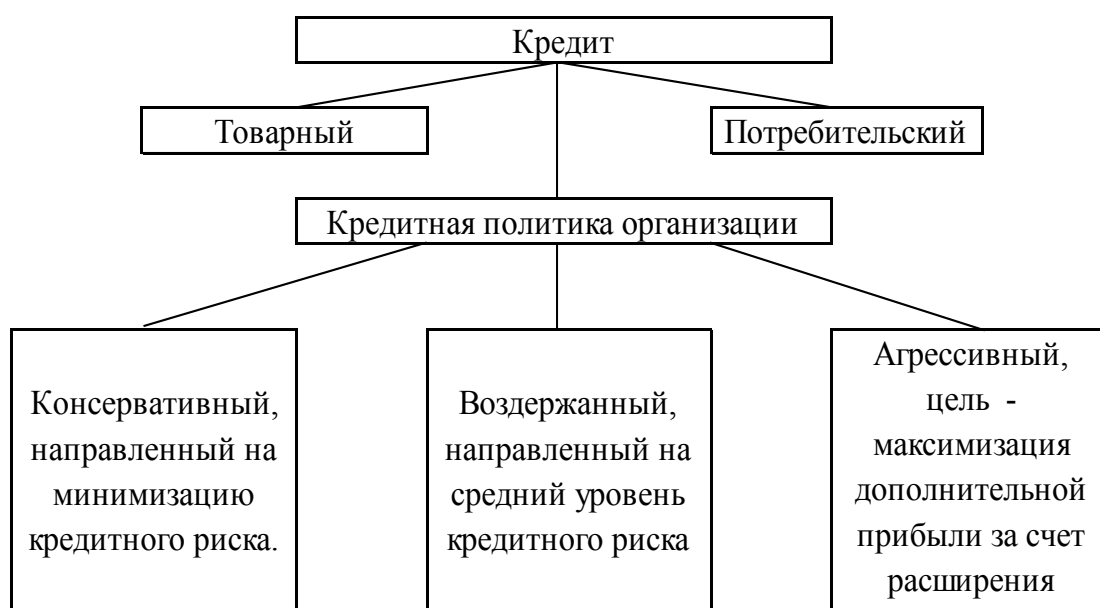 Кредит
Товарный
Потребительский
Кредитная политика организации
Консервативный,
направленный на
минимизацию
кредитного риска.
Воздержанный,
направленный на
средний уровень
кредитного риска
Агрессивный,
цель -
максимизация
дополнительной
прибыли за счет
расширения